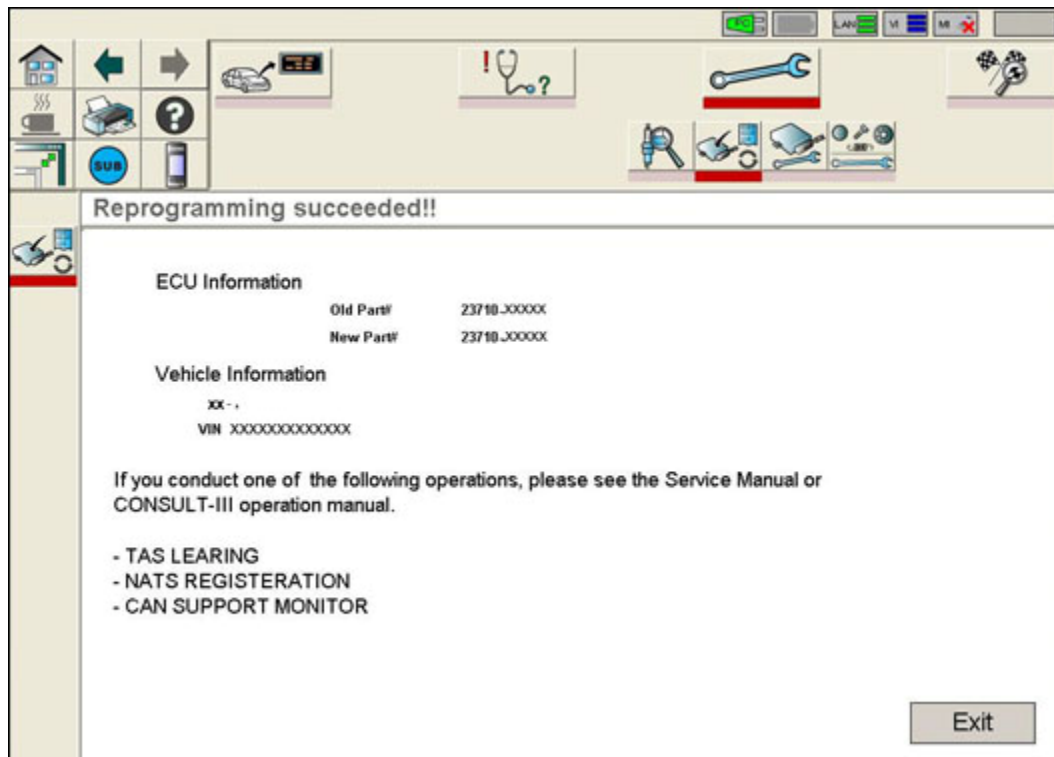 PC LAN VI MI
SUB
Reprogramming succeeded!!
ECU Information
Old Part# 23710-XXXXX
New Part# 23710-XXXXX
Vehicle Information
XX-.
VIN XXXXXXXXXXXXX
If you conduct one of the following operations, please see the Service Manual or
CONSULT-III operation manual.
- TAS LEARING
- NATS REGISTERATION
- CAN SUPPORT MONITOR
Exit